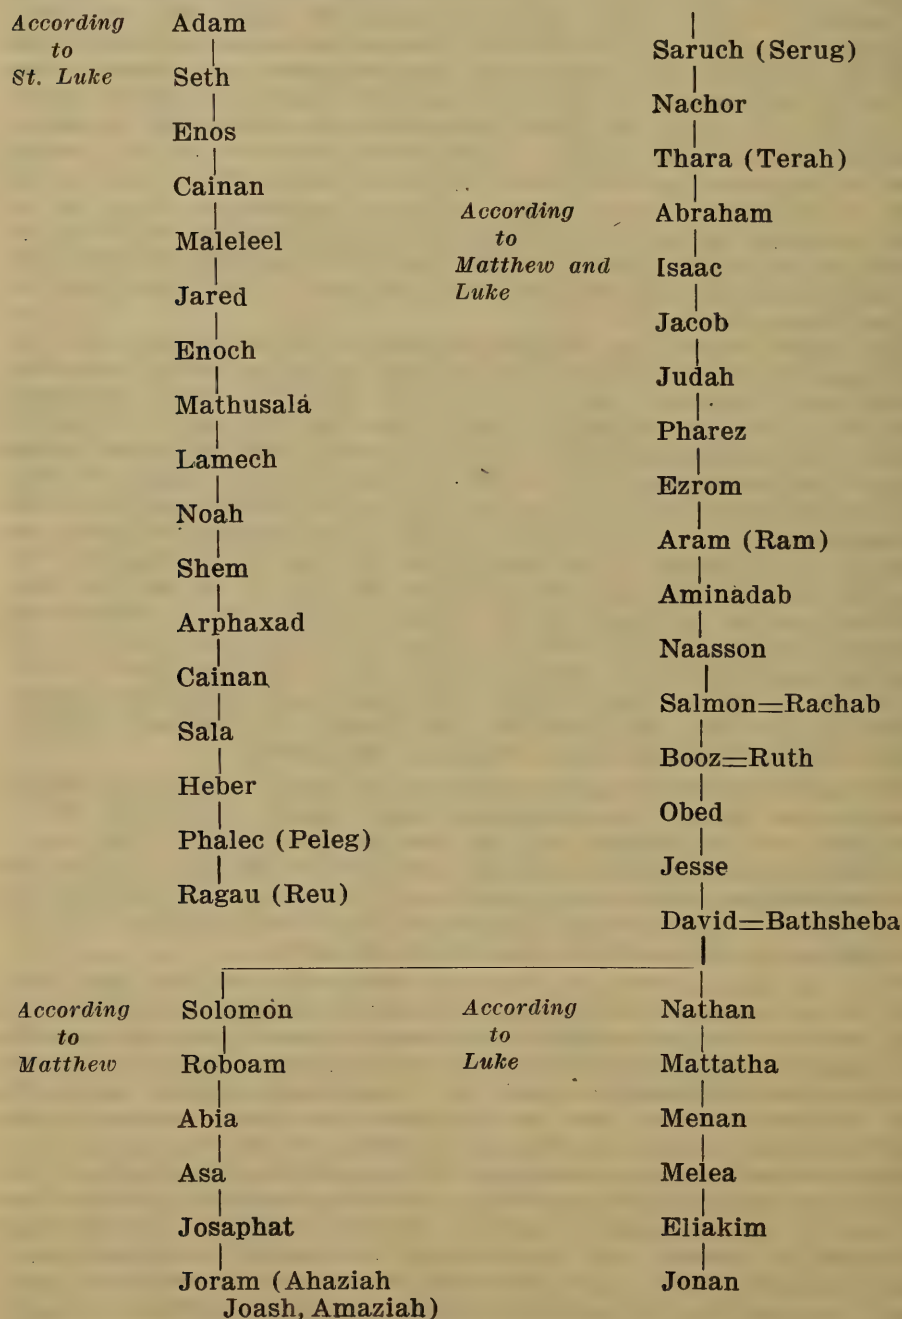 According
to
St. Luke
Adam
Seth
Enos
Cainan
Maleleel
Jared
Enoch
Mathusala
Lamech
Noah
Shem
Arphaxad
Cainan
Sala
Heber
Phalec (Peleg)
Ragau (Reu)
Saruch (Serug)
Nachor
Thara (Terah)
According
to
Matthew and
Luke
Abraham
Isaac
Jacob
Judah
Pharez
Ezrom
Aram (Ram)
Aminadab
Naasson
Salmon=Rachab
Booz=Ruth
Obed
Jesse
David=Bathsheba
According
to
Matthew
Solomon
Roboam
Abia
Asa
Josaphat
Joram (Ahaziah
Joash, Amaziah)
According
to
Luke
Nathan
Mattatha
Menan
Melea
Eliakim
Jonan